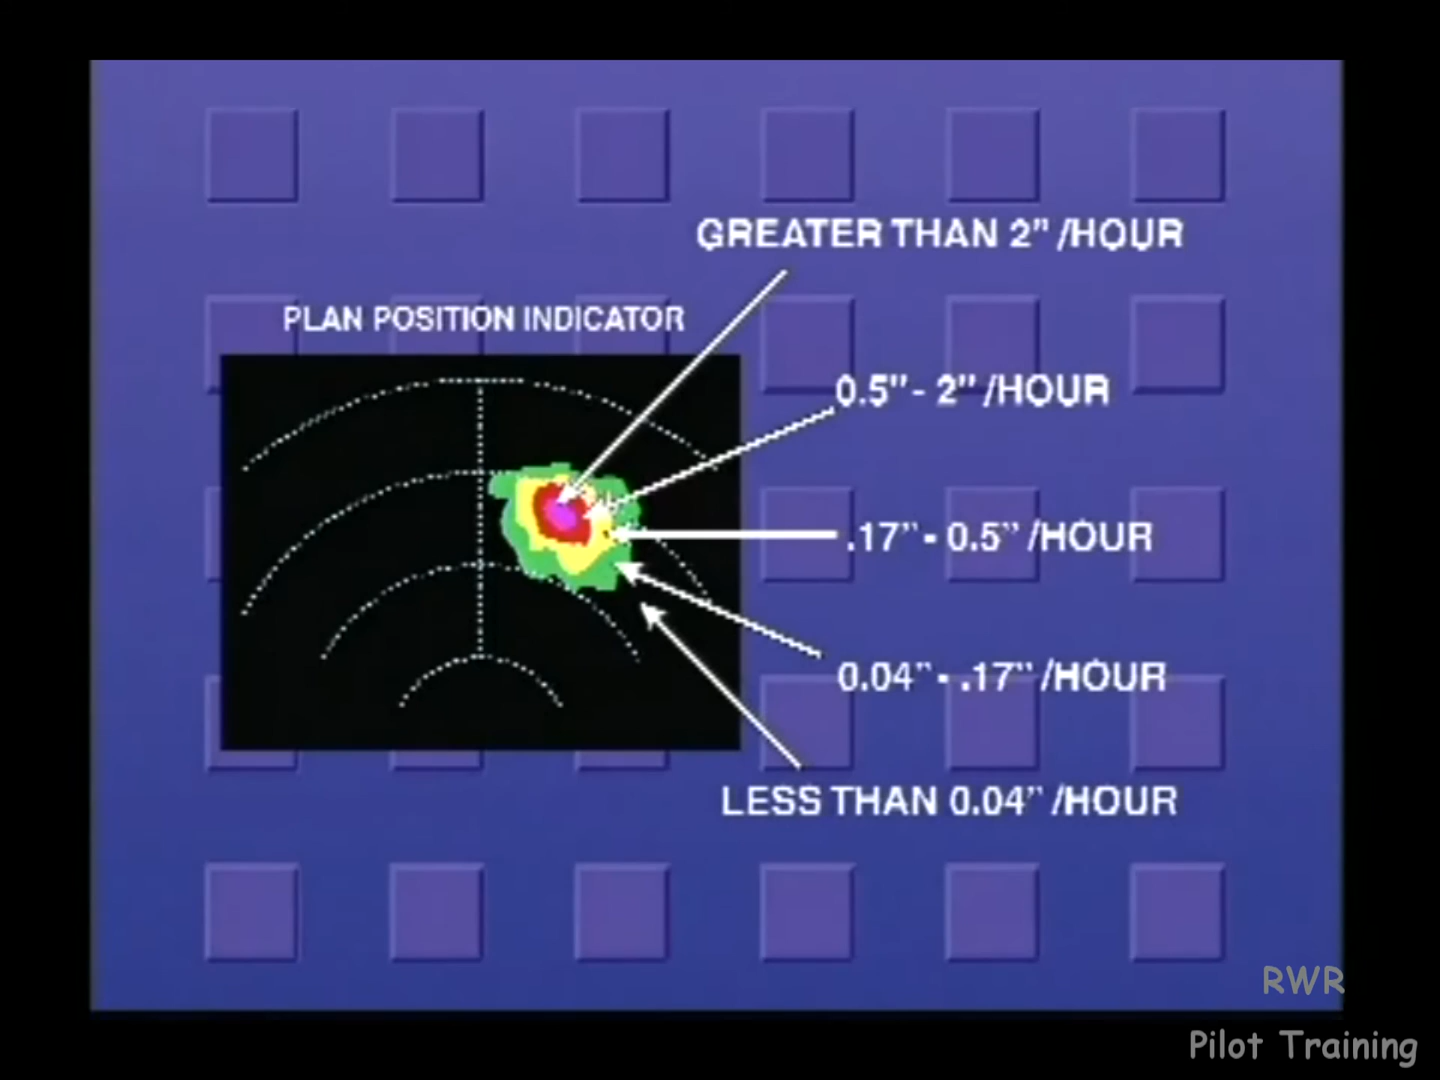 GREATER THAN 2" /HOUR
PLAN POSITION INDICATOR
0.5" - 2" /HOUR
.17" - 0.5" /HOUR
0.04" - .17" /HOUR
LESS THAN 0.04" /HOUR
RWR
Pilot Training